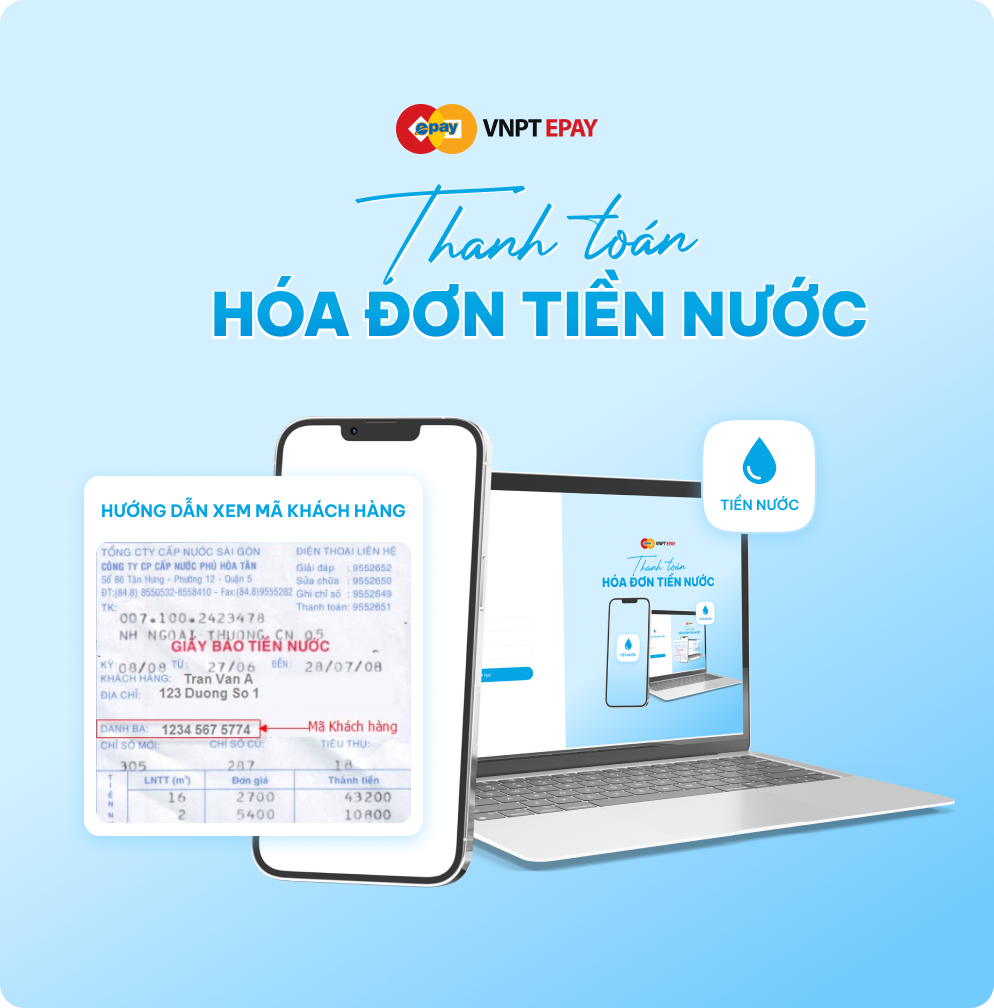 epay VNPT EPAY
Thanh toán
HÓA ĐƠN TIỀN NƯỚC
TIỀN NƯỚC
HƯỚNG DẪN XEM MÃ KHÁCH HÀNG
TỔNG CTY CẤP NƯỚC SÀI GÒN
CÔNG TY CP CẤP NƯỚC PHÚ HÒA TÂN
Số 86 Tân Hưng - Phường 12 - Quận 5
ĐT:(84.8) 8550532-8558410 - Fax:(84.8)9555282
TK:
007.100.2423478
NH NGOAI THUONG CN 05
ĐIỆN THOẠI LIÊN HỆ
Giải đáp : 9552652
Sửa chữa : 9552650
Ghi chỉ số : 9552649
Thanh toán: 9552651
GIẤY BÁO TIỀN NƯỚC
KỲ: 08/08 TỪ: 27/06 ĐẾN: 28/07/08
KHÁCH HÀNG: Tran Van A
ĐỊA CHỈ: 123 Duong So 1
DANH BẠ: 1234 567 5774 Mã Khách hàng
CHỈ SỐ MỚI: CHỈ SỐ CŨ: TIÊU THỤ:
305 287 18
LNTT (m³) Đơn giá Thành tiền
16 2700 43200
2 5400 10800
T
I
Ề
N
VNPT EPAY
Thanh toán
HÓA ĐƠN TIỀN NƯỚC